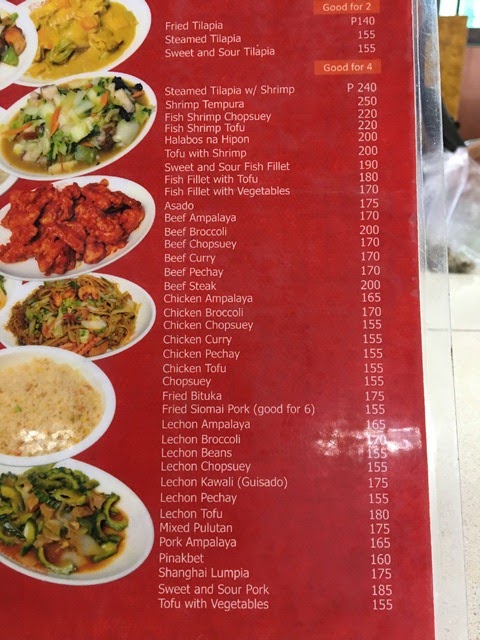 Good for 2
Fried Tilapia P140
Steamed Tilapia 155
Sweet and Sour Tilapia 155
Good for 4
Steamed Tilapia w/ Shrimp P 240
Shrimp Tempura 250
Fish Shrimp Chopsuey 220
Fish Shrimp Tofu 220
Halabos na Hipon 200
Tofu with Shrimp 200
Sweet and Sour Fish Fillet 190
Fish Fillet with Tofu 180
Fish Fillet with Vegetables 170
Asado 175
Beef Ampalaya 170
Beef Broccoli 200
Beef Chopsuey 170
Beef Curry 170
Beef Pechay 170
Beef Steak 200
Chicken Ampalaya 165
Chicken Broccoli 170
Chicken Chopsuey 155
Chicken Curry 155
Chicken Pechay 155
Chicken Tofu 155
Chopsuey 155
Fried Bituka 175
Fried Siomai Pork (good for 6) 155
Lechon Ampalaya 165
Lechon Broccoli 170
Lechon Beans 155
Lechon Chopsuey 155
Lechon Kawali (Guisado) 175
Lechon Pechay 155
Lechon Tofu 180
Mixed Pulutan 175
Pork Ampalaya 165
Pinakbet 160
Shanghai Lumpia 175
Sweet and Sour Pork 185
Tofu with Vegetables 155